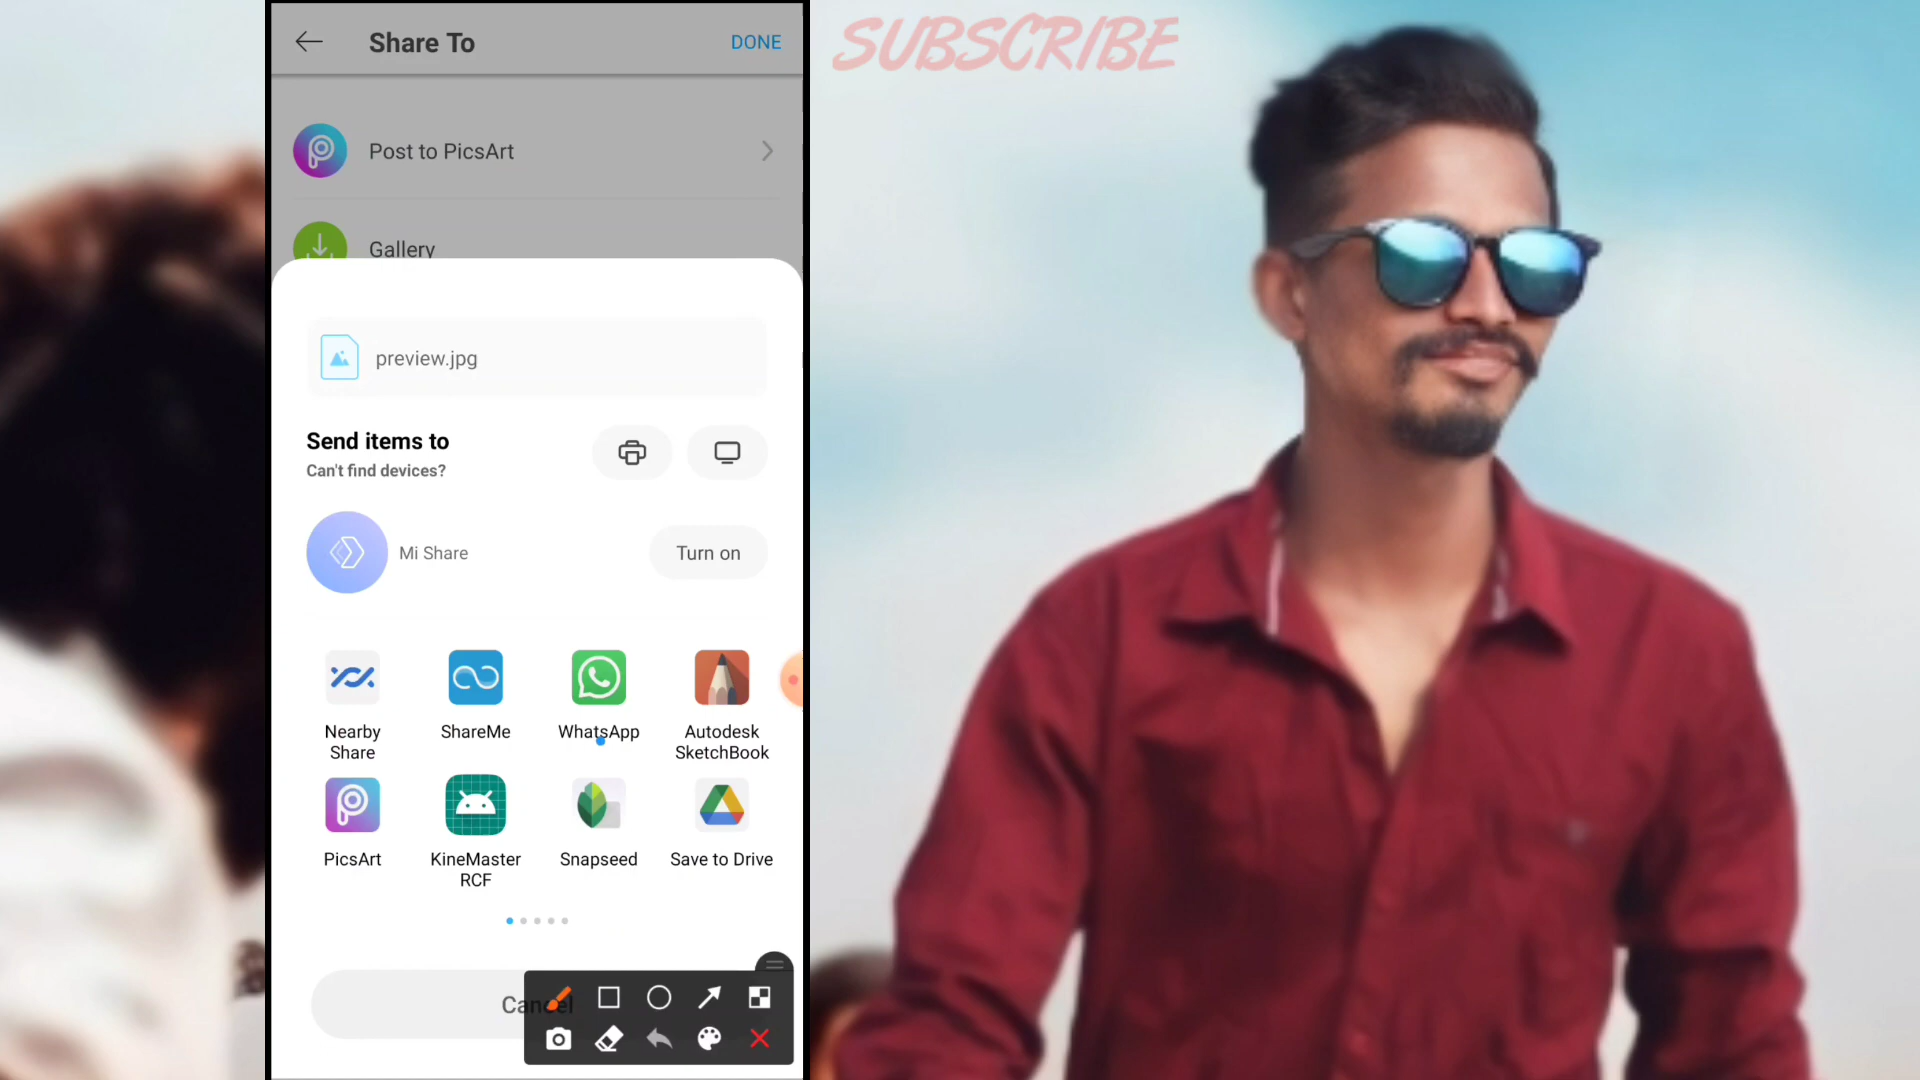 SUBSCRIBE
Share To
DONE
Post to PicsArt
Gallery
preview.jpg
Send items to
Can't find devices?
Mi Share
Turn on
Nearby Share
ShareMe
WhatsApp
Autodesk SketchBook
PicsArt
KineMaster RCF
Snapseed
Save to Drive
Cancel